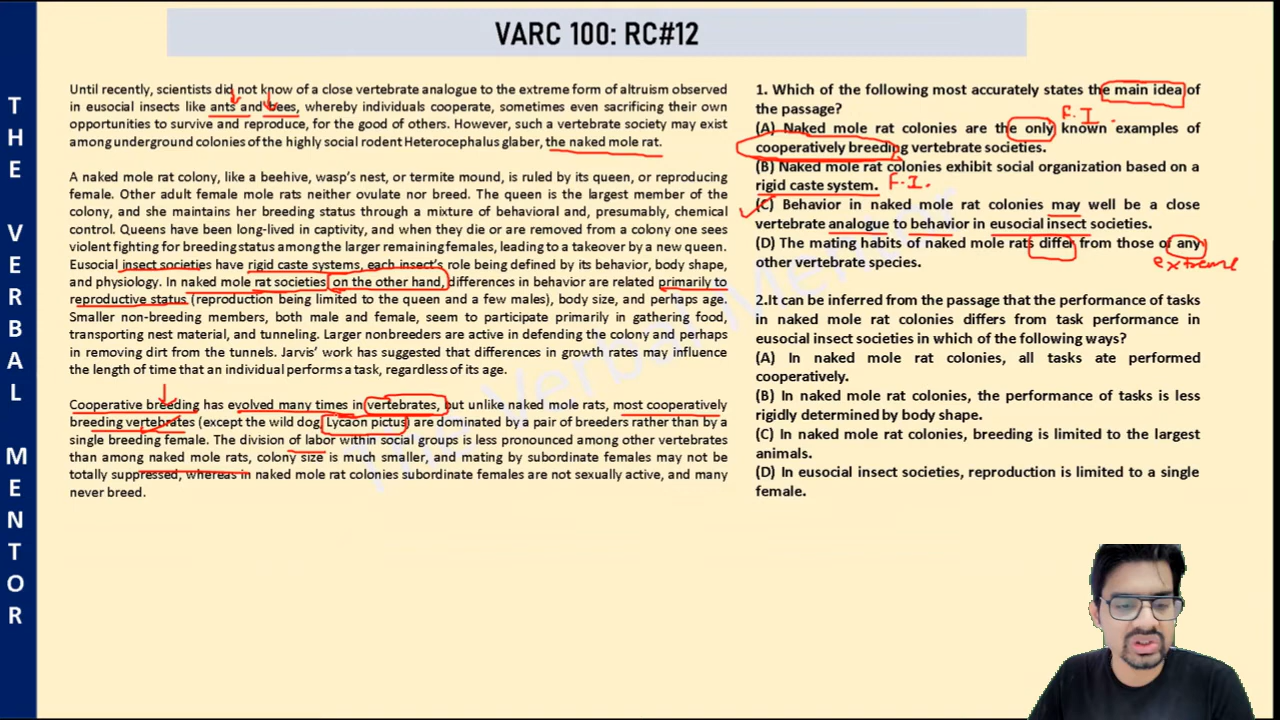 VARC 100: RC#12
THE VERBAL MENTOR
Until recently, scientists did not know of a close vertebrate analogue to the extreme form of altruism observed
in eusocial insects like ants and bees, whereby individuals cooperate, sometimes even sacrificing their own
opportunities to survive and reproduce, for the good of others. However, such a vertebrate society may exist
among underground colonies of the highly social rodent Heterocephalus glaber, the naked mole rat.
A naked mole rat colony, like a beehive, wasp's nest, or termite mound, is ruled by its queen, or reproducing
female. Other adult female mole rats neither ovulate nor breed. The queen is the largest member of the
colony, and she maintains her breeding status through a mixture of behavioral and, presumably, chemical
control. Queens have been long-lived in captivity, and when they die or are removed from a colony one sees
violent fighting for breeding status among the larger remaining females, leading to a takeover by a new queen.
Eusocial insect societies have rigid caste systems, each insect's role being defined by its behavior, body shape,
and physiology. In naked mole rat societies, on the other hand, differences in behavior are related primarily to
reproductive status (reproduction being limited to the queen and a few males), body size, and perhaps age.
Smaller non-breeding members, both male and female, seem to participate primarily in gathering food,
transporting nest material, and tunneling. Larger nonbreeders are active in defending the colony and perhaps
in removing dirt from the tunnels. Jarvis' work has suggested that differences in growth rates may influence
the length of time that an individual performs a task, regardless of its age.
Cooperative breeding has evolved many times in vertebrates, but unlike naked mole rats, most cooperatively
breeding vertebrates (except the wild dog, Lycaon pictus) are dominated by a pair of breeders rather than by a
single breeding female. The division of labor within social groups is less pronounced among other vertebrates
than among naked mole rats, colony size is much smaller, and mating by subordinate females may not be
totally suppressed, whereas in naked mole rat colonies subordinate females are not sexually active, and many
never breed.
1. Which of the following most accurately states the main idea of
the passage?
F.I.
(A) Naked mole rat colonies are the only known examples of
cooperatively breeding vertebrate societies.
(B) Naked mole rat colonies exhibit social organization based on a
rigid caste system. F.I.
(C) Behavior in naked mole rat colonies may well be a close
vertebrate analogue to behavior in eusocial insect societies.
(D) The mating habits of naked mole rats differ from those of any
other vertebrate species. extreme
2.It can be inferred from the passage that the performance of tasks
in naked mole rat colonies differs from task performance in
eusocial insect societies in which of the following ways?
(A) In naked mole rat colonies, all tasks ate performed
cooperatively.
(B) In naked mole rat colonies, the performance of task is less
rigidly determined by body shape.
(C) In naked mole rat colonies, breeding is limited to the largest
animals.
(D) In eusocial insect societies, reproduction is limited to a single
female.
The Verbal Mentor